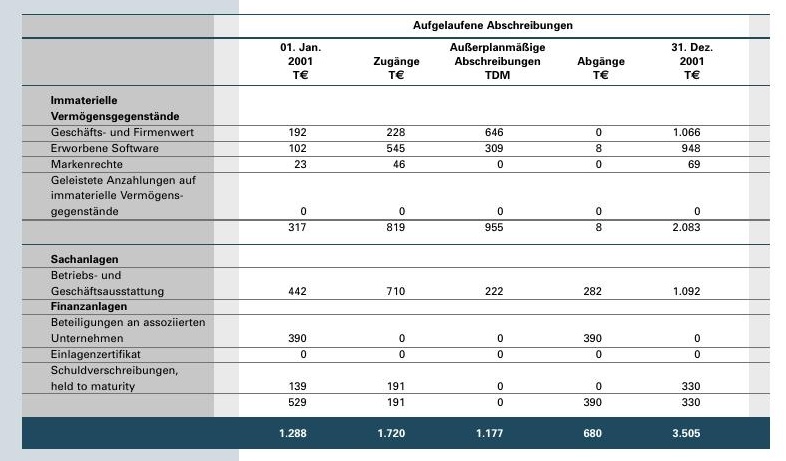 Aufgelaufene Abschreibungen
01. Jan. Außerplanmäßige 31. Dez.
2001 Zugänge Abschreibungen Abgänge 2001
T€ T€ TDM T€ T€
Immaterielle
Vermögensgegenstände
Geschäfts- und Firmenwert 192 228 646 0 1.066
Erworbene Software 102 545 309 8 948
Markenrechte 23 46 0 0 69
Geleistete Anzahlungen auf
immaterielle Vermögens-
gegenstände 0 0 0 0 0
317 819 955 8 2.083
Sachanlagen
Betriebs- und
Geschäftsausstattung 442 710 222 282 1.092
Finanzanlagen
Beteiligungen an assoziierten
Unternehmen 390 0 0 390 0
Einlagenzertifikat 0 0 0 0 0
Schuldverschreibungen,
held to maturity 139 191 0 0 330
529 191 0 390 330
1.288 1.720 1.177 680 3.505